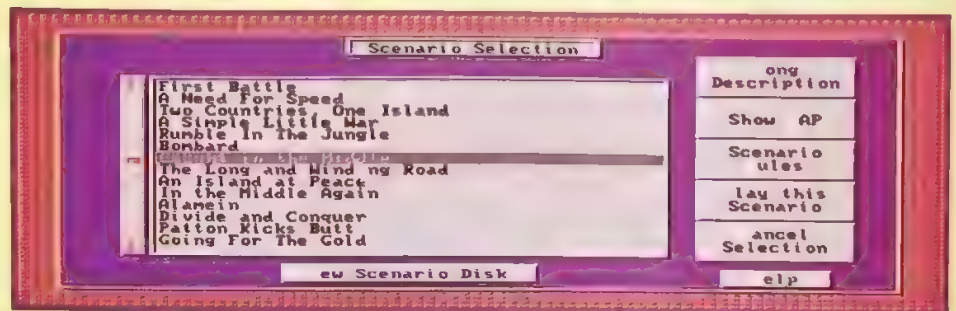 Scenario Selection
First Battle
A Need For Speed
Two Countries, One Island
A Simple Little War
Rumble In The Jungle
Bombard
in the Middle
The Long and Wind ng Road
An Island at Peace
In the Middle Again
Alamein
Divide and Conquer
Patton Kicks Butt
Going For The Gold
ew Scenario Disk
ong
Description
Show AP
Scenario
ules
lay this
Scenario
ancel
Selection
elp